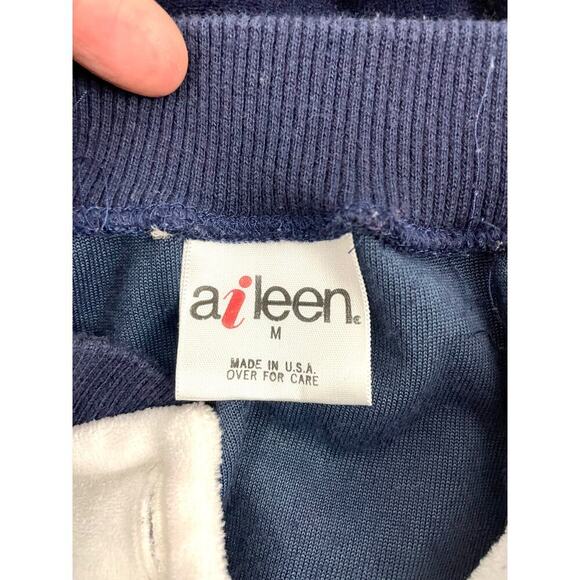 aileen
M
MADE IN U.S.A.
OVER FOR CARE